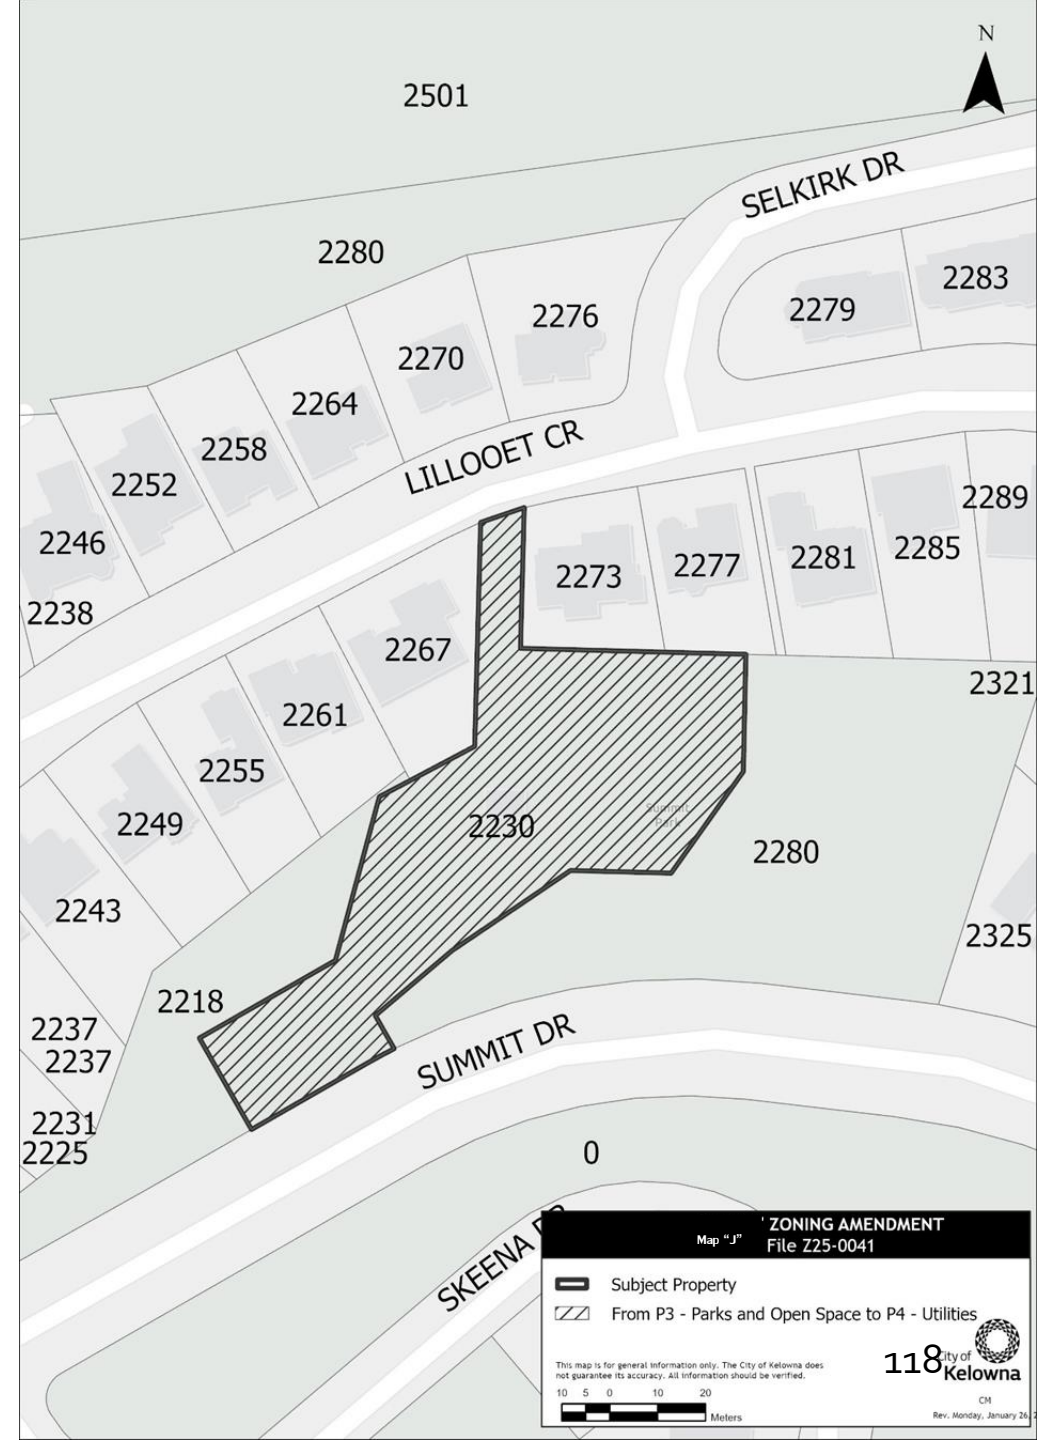 N
2501
SELKIRK DR
2280
2283
2279
2276
2270
2264
LILLOOET CR
2258
2252
2289
2246
2285
2281
2277
2273
2238
2267
2321
2261
2255
2249
Summit
Park
2230
2280
2243
2325
2218
2237
SUMMIT DR
2237
2231
2225
0
SKEENA DR
ZONING AMENDMENT
Map “J” File Z25-0041
Subject Property
From P3 - Parks and Open Space to P4 - Utilities
This map is for general information only. The City of Kelowna does
not guarantee its accuracy. All information should be verified.
118
City of
Kelowna
10 5 0 10 20
Meters
CM
Rev. Monday, January 26,